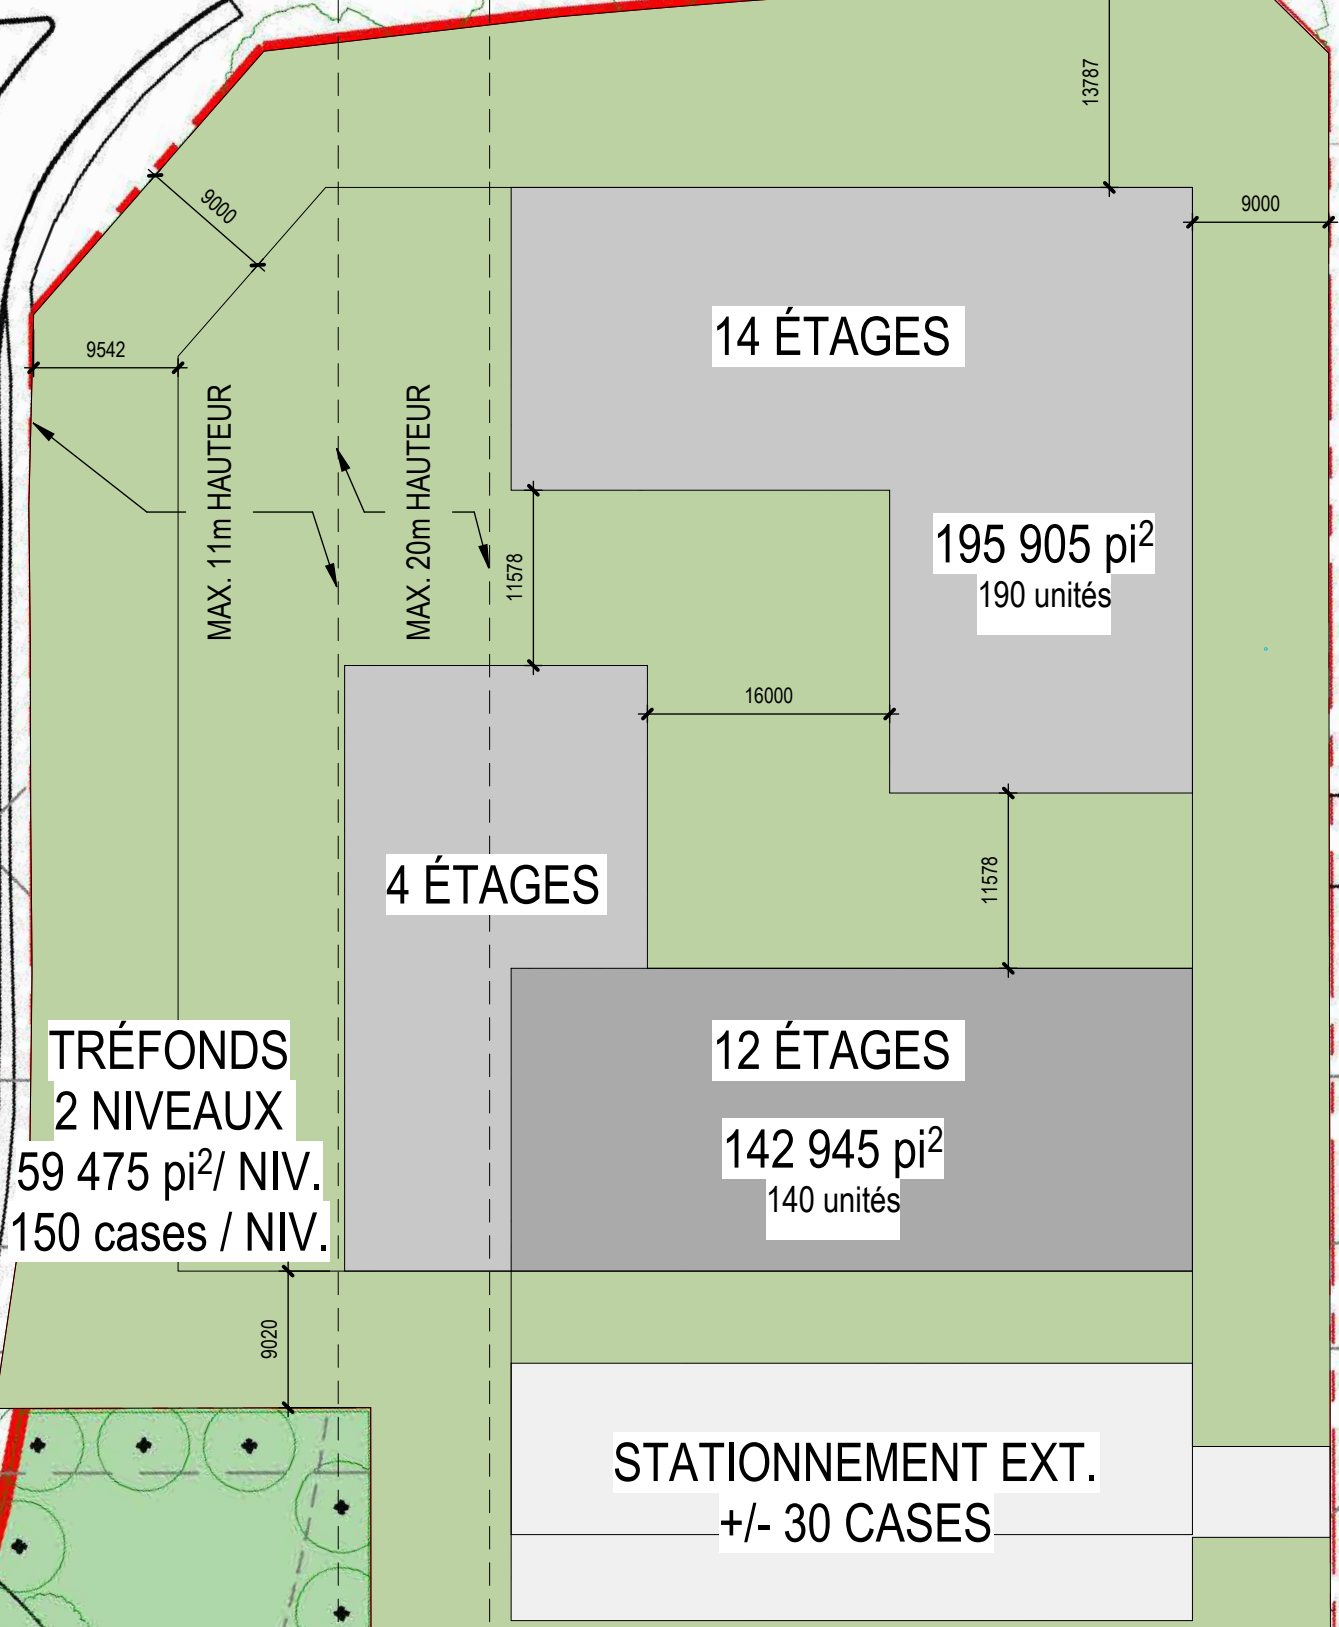 13787
9000
9000
14 ÉTAGES
9542
MAX. 11m HAUTEUR
MAX. 20m HAUTEUR
11578
195 905 pi²
190 unités
16000
4 ÉTAGES
11578
TRÉFONDS
2 NIVEAUX
59 475 pi²/ NIV.
150 cases / NIV.
12 ÉTAGES
142 945 pi²
140 unités
9020
STATIONNEMENT EXT.
+/- 30 CASES